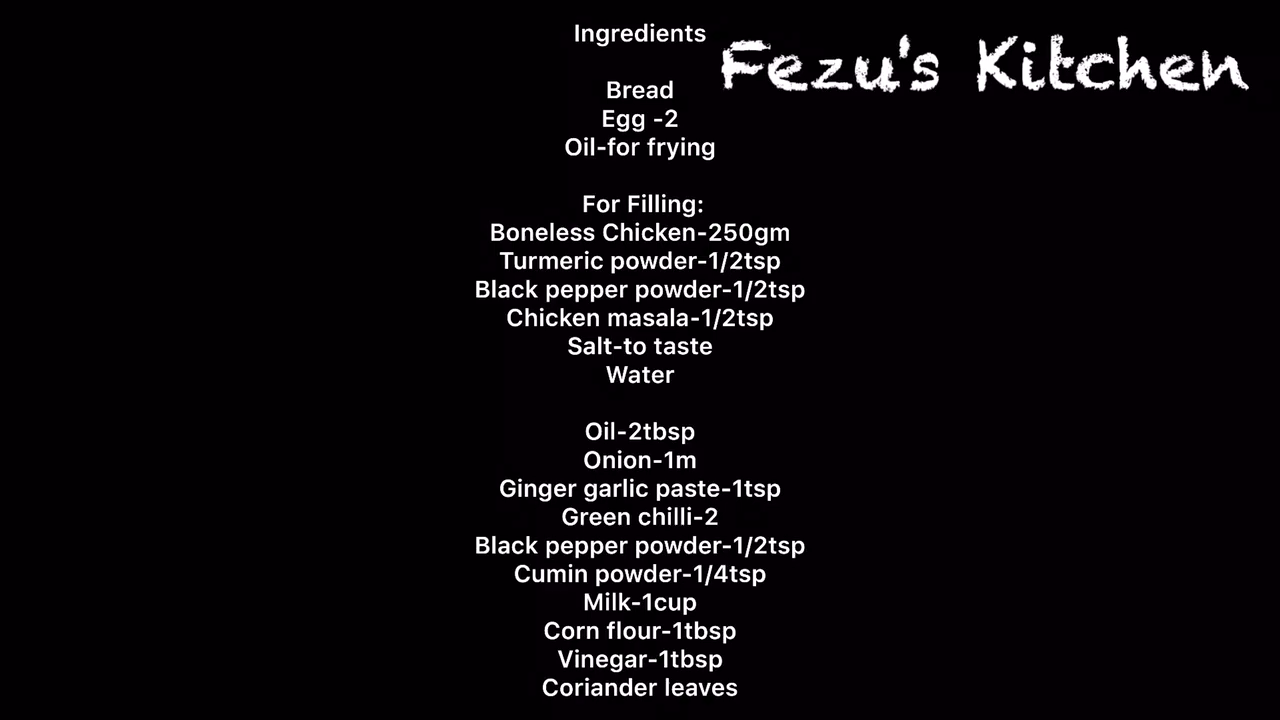 Ingredients
Fezu's Kitchen
Bread
Egg -2
Oil-for frying
For Filling:
Boneless Chicken-250gm
Turmeric powder-1/2tsp
Black pepper powder-1/2tsp
Chicken masala-1/2tsp
Salt-to taste
Water
Oil-2tbsp
Onion-1m
Ginger garlic paste-1tsp
Green chilli-2
Black pepper powder-1/2tsp
Cumin powder-1/4tsp
Milk-1cup
Corn flour-1tbsp
Vinegar-1tbsp
Coriander leaves